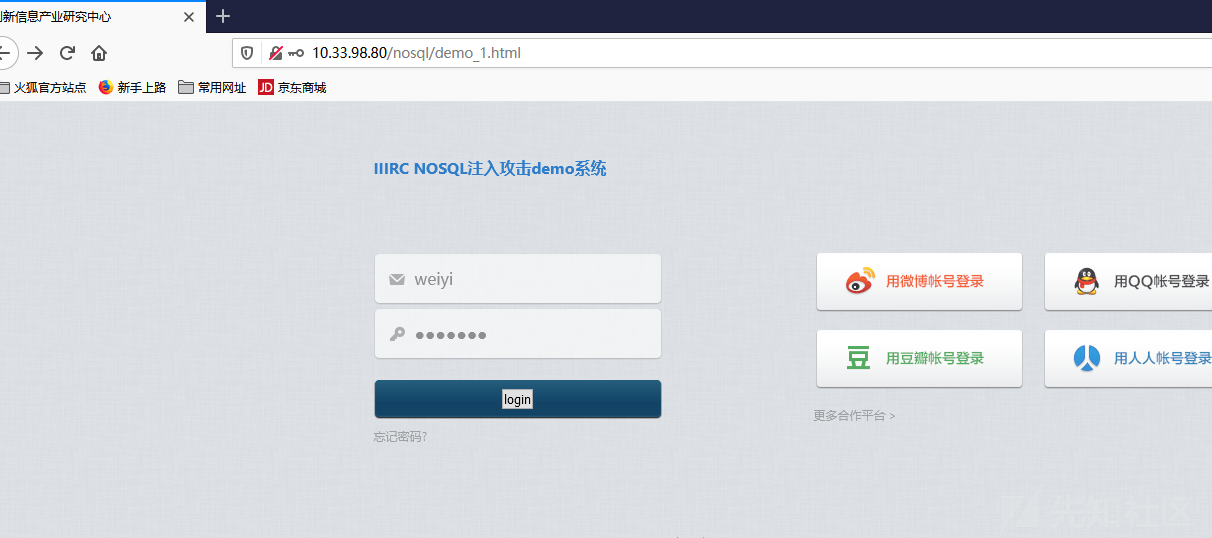 创新信息产业研究中心
10.33.98.80/nosql/demo_1.html
火狐官方站点 新手上路 常用网址 JD 京东商城
IIIRC NOSQL注入攻击demo系统
weiyi
用微博帐号登录 用QQ帐号登录
●●●●●●●
用豆瓣帐号登录 用人人帐号登录
login
更多合作平台 >
忘记密码?
先知社区